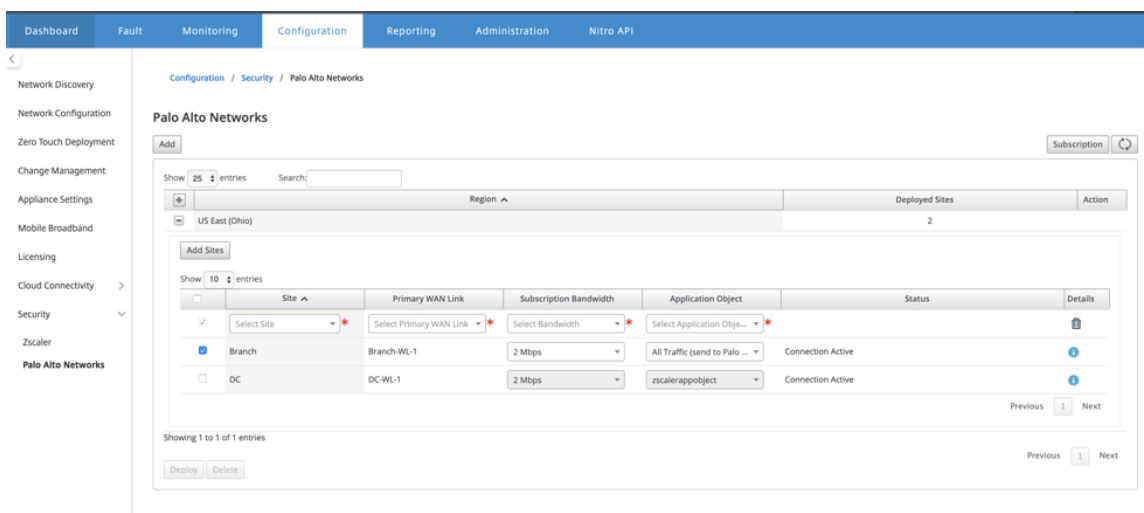 Dashboard Fault Monitoring Configuration Reporting Administration Nitro API
Network Discovery
Network Configuration
Zero Touch Deployment
Change Management
Appliance Settings
Mobile Broadband
Licensing
Cloud Connectivity
Security
Zscaler
Palo Alto Networks
Configuration / Security / Palo Alto Networks
Palo Alto Networks
Add Subscription
Show 25 entries Search:
Region Deployed Sites Action
US East (Ohio) 2
Add Sites
Show 10 entries
Site Primary WAN Link Subscription Bandwidth Application Object Status Details
Select Site * Select Primary WAN Link * Select Bandwidth * Select Application Obje... *
Branch Branch-WL-1 2 Mbps All Traffic (send to Palo ... Connection Active
DC DC-WL-1 2 Mbps zscalerappobject Connection Active
Previous 1 Next
Showing 1 to 1 of 1 entries
Previous 1 Next
Deploy Delete